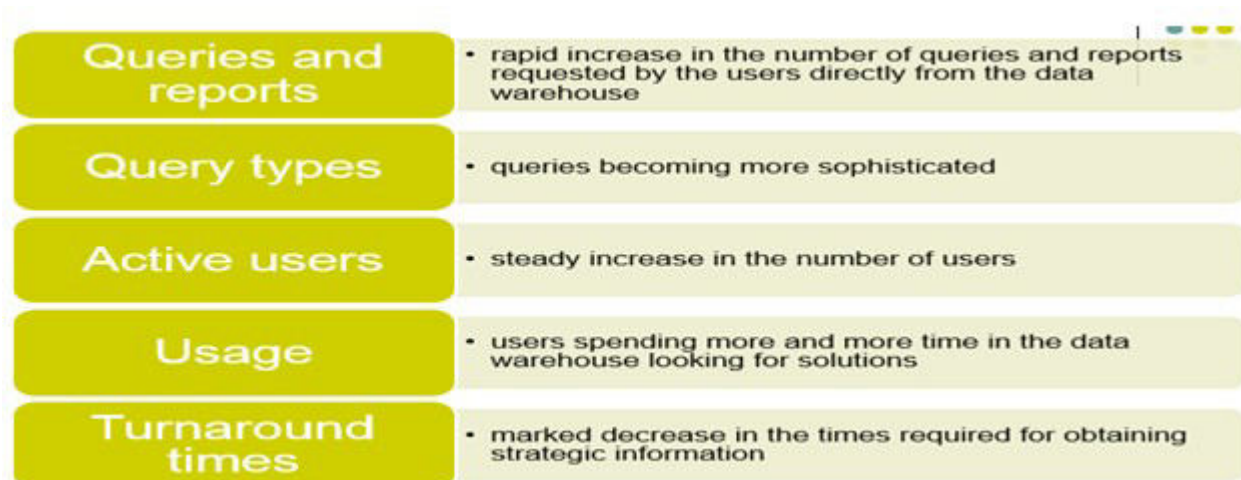 Queries and
reports
• rapid increase in the number of queries and reports
requested by the users directly from the data
warehouse
Query types
• queries becoming more sophisticated
Active users
• steady increase in the number of users
Usage
• users spending more and more time in the data
warehouse looking for solutions
Turnaround
times
• marked decrease in the times required for obtaining
strategic information